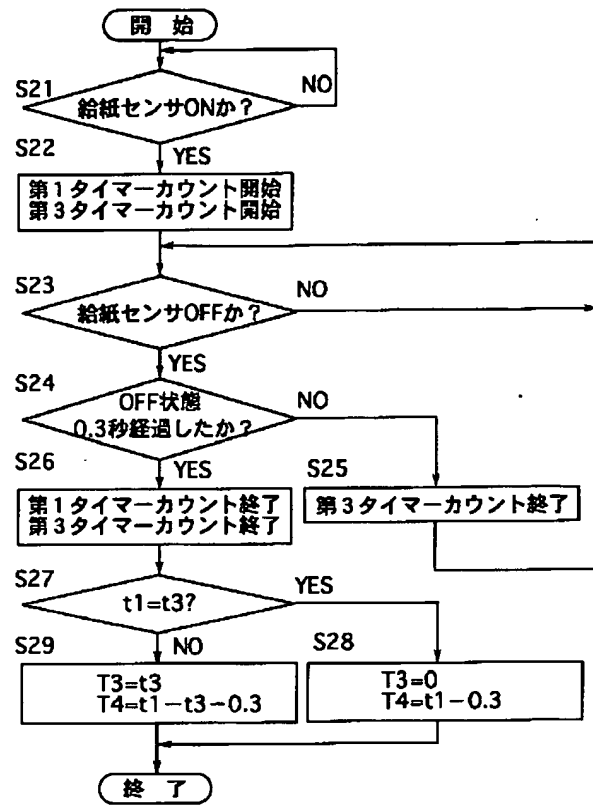 開始
S21
給紙センサONか?
NO
S22
YES
第1タイマーカウント開始
第3タイマーカウント開始
S23
給紙センサOFFか?
NO
YES
S24
OFF状態
0.3秒経過したか?
NO
YES
S26
第1タイマーカウント終了
第3タイマーカウント終了
S25
第3タイマーカウント終了
S27
t1=t3?
YES
NO
S29
T3=t3
T4=t1-t3-0.3
S28
T3=0
T4=t1-0.3
終了